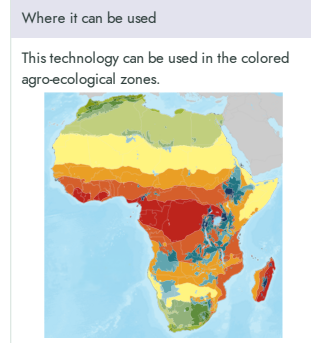 Where it can be used
This technology can be used in the colored
agro-ecological zones.